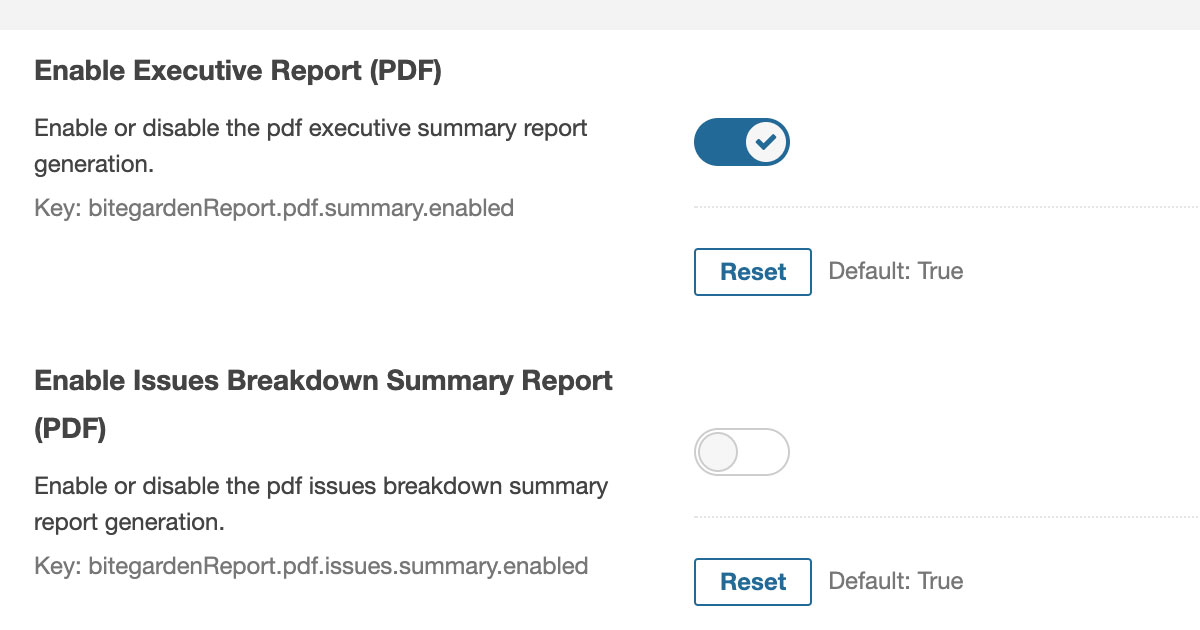 Enable Executive Report (PDF)
Enable or disable the pdf executive summary report
generation.
Key: bitegardenReport.pdf.summary.enabled
Reset Default: True
Enable Issues Breakdown Summary Report
(PDF)
Enable or disable the pdf issues breakdown summary
report generation.
Key: bitegardenReport.pdf.issues.summary.enabled
Reset Default: True